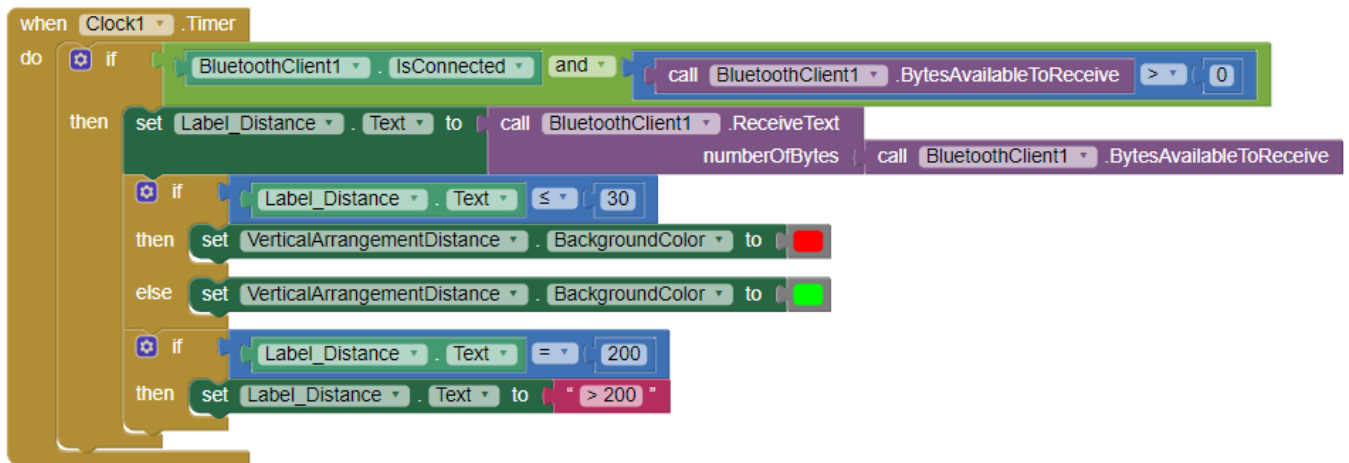 when Clock1 .Timer
do if BluetoothClient1 . IsConnected and call BluetoothClient1 .BytesAvailableToReceive > 0
then set Label_Distance . Text to call BluetoothClient1 .ReceiveText
numberOfBytes call BluetoothClient1 .BytesAvailableToReceive
if Label_Distance . Text ≤ 30
then set VerticalArrangementDistance . BackgroundColor to
else set VerticalArrangementDistance . BackgroundColor to
if Label_Distance . Text = 200
then set Label_Distance . Text to " > 200 "